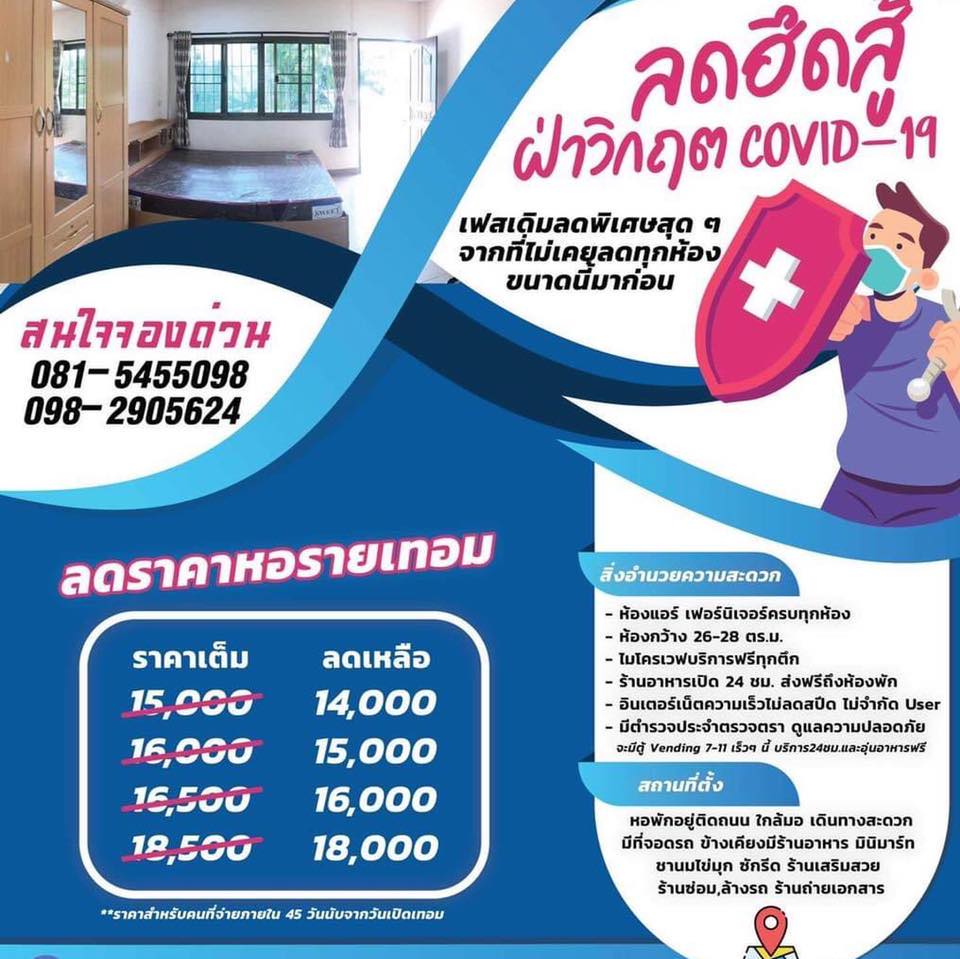 ลดฮึดสู้
ฝ่าวิกฤต COVID-19
เฟสเดิมลดพิเศษสุด ๆ
จากที่ไม่เคยลดทุกห้อง
ขนาดนี้มาก่อน
SWEET
สนใจจองด่วน
081-5455098
098-2905624
ลดราคาหอรายเทอม
ราคาเต็ม ลดเหลือ
15,000 14,000
16,000 15,000
16,500 16,000
18,500 18,000
**ราคาสำหรับคนที่จ่ายภายใน 45 วันนับจากวันเปิดเทอม
สิ่งอำนวยความสะดวก
- ห้องแอร์ เฟอร์นิเจอร์ครบทุกห้อง
- ห้องกว้าง 26-28 ตร.ม.
- ไมโครเวฟบริการฟรีทุกตึก
- ร้านอาหารเปิด 24 ชม. ส่งฟรีถึงห้องพัก
- อินเตอร์เน็ตความเร็วไม่ลดสปีด ไม่จำกัด User
- มีตำรวจประจำตรวจตรา ดูแลความปลอดภัย
จะมีตู้ Vending 7-11 เร็วๆ นี้ บริการ24ชม.และอุ่นอาหารฟรี
สถานที่ตั้ง
หอพักอยู่ติดถนน ใกล้มอ เดินทางสะดวก
มีที่จอดรถ ข้างเคียงมีร้านอาหาร มินิมาร์ท
ชานมไข่มุก ซักรีด ร้านเสริมสวย
ร้านซ่อม,ล้างรถ ร้านถ่ายเอกสาร